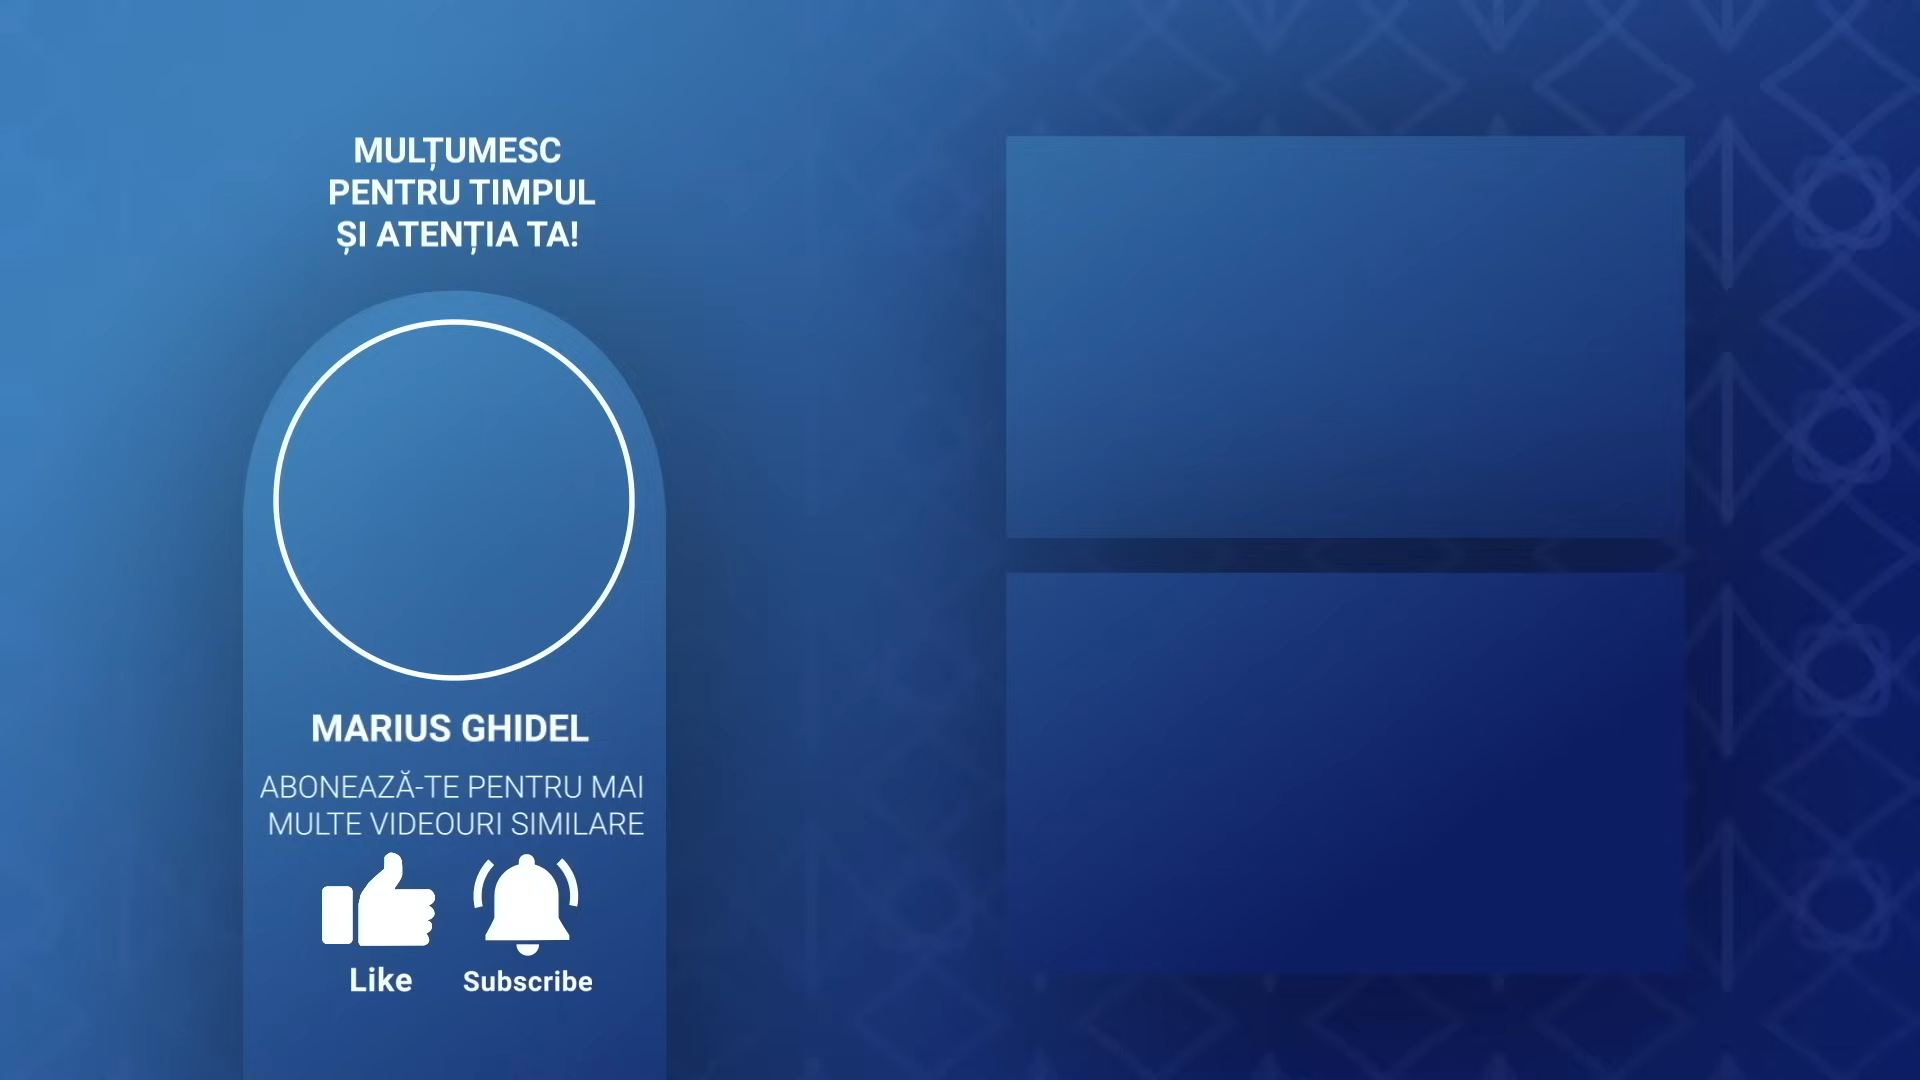 MULȚUMESC
PENTRU TIMPUL
ȘI ATENȚIA TA!
MARIUS GHIDEL
ABONEAZĂ-TE PENTRU MAI
MULTE VIDEOURI SIMILARE
Like
Subscribe